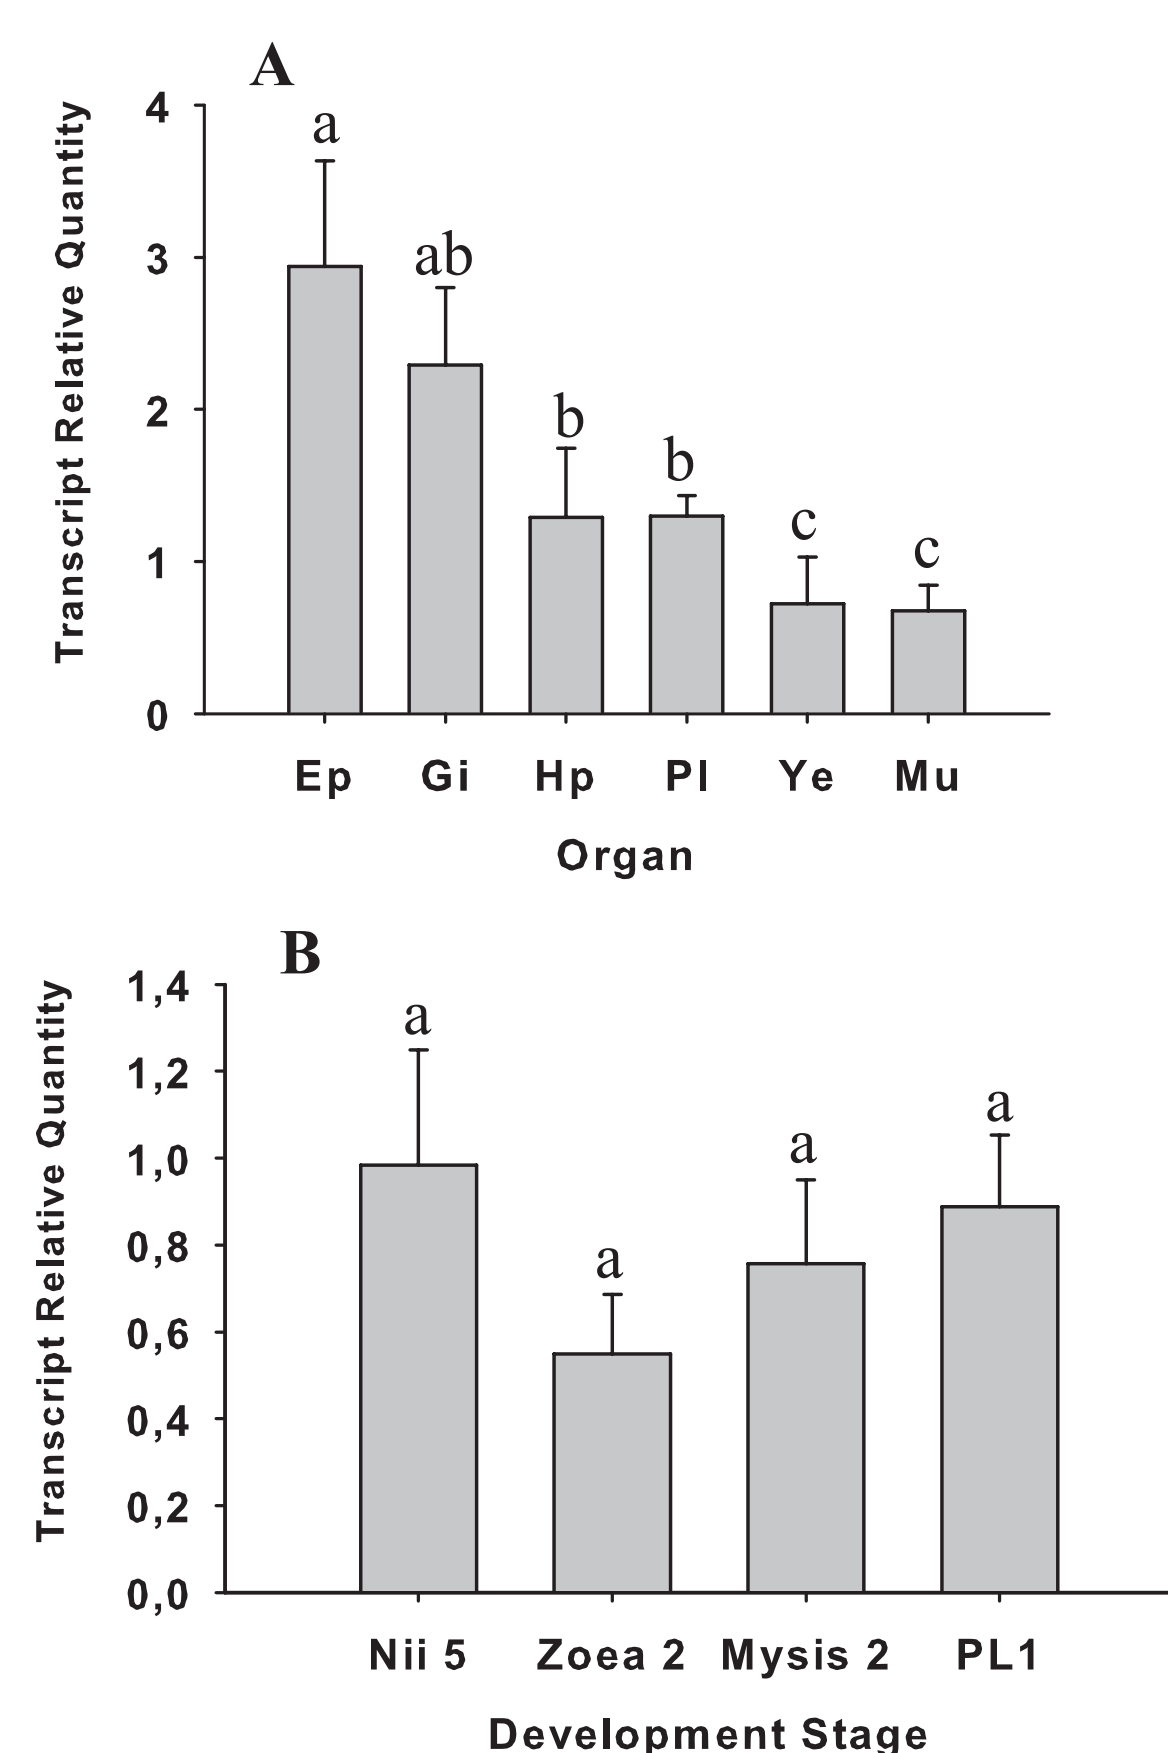 A
Transcript Relative Quantity
4
3
2
1
0
a
ab
b
b
c
c
Ep Gi Hp Pl Ye Mu
Organ
B
Transcript Relative Quantity
1,4
1,2
1,0
0,8
0,6
0,4
0,2
0,0
a
a
a
a
Nii 5 Zoea 2 Mysis 2 PL1
Development Stage